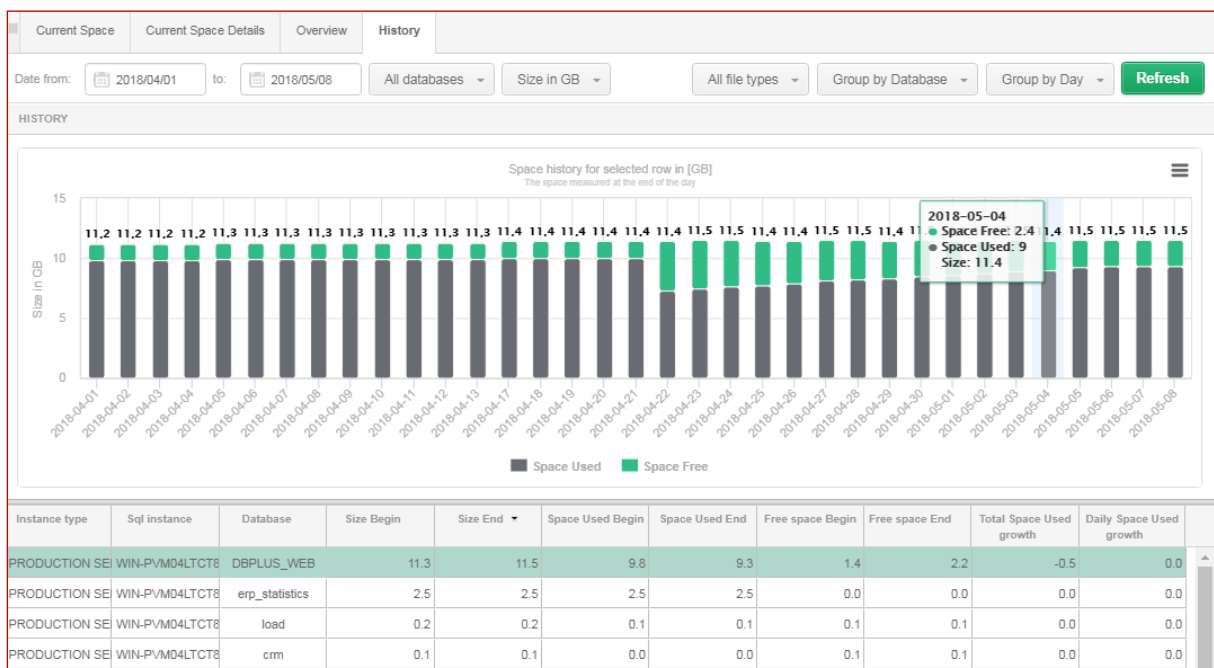 Current Space Current Space Details Overview History
Date from: 2018/04/01 to: 2018/05/08 All databases Size in GB All file types Group by Database Group by Day Refresh
HISTORY
Space history for selected row in [GB]
The space measured at the end of the day
Size in GB
15
10
5
0
11.2 11.2 11.2 11.2 11.3 11.3 11.3 11.3 11.3 11.3 11.3 11.3 11.3 11.4 11.4 11.4 11.4 11.4 11.4 11.5 11.5 11.4 11.4 11.5 11.5 11.4 11.5 11.5 11.5 11.5
2018-05-04
Space Free: 2.4
Space Used: 9
Size: 11.4
2018-04-01 2018-04-02 2018-04-03 2018-04-04 2018-04-05 2018-04-06 2018-04-07 2018-04-08 2018-04-09 2018-04-10 2018-04-11 2018-04-12 2018-04-13 2018-04-17 2018-04-18 2018-04-19 2018-04-20 2018-04-21 2018-04-22 2018-04-23 2018-04-24 2018-04-25 2018-04-26 2018-04-27 2018-04-28 2018-04-29 2018-04-30 2018-05-01 2018-05-02 2018-05-03 2018-05-04 2018-05-05 2018-05-06 2018-05-07 2018-05-08
Space Used Space Free
Instance type Sql instance Database Size Begin Size End Space Used Begin Space Used End Free space Begin Free space End Total Space Used growth Daily Space Used growth
PRODUCTION SE WIN-PVM04LTCT8 DBPLUS_WEB 11.3 11.5 9.8 9.3 1.4 2.2 -0.5 0.0
PRODUCTION SE WIN-PVM04LTCT8 erp_statistics 2.5 2.5 2.5 2.5 0.0 0.0 0.0 0.0
PRODUCTION SE WIN-PVM04LTCT8 load 0.2 0.2 0.1 0.1 0.1 0.1 0.0 0.0
PRODUCTION SE WIN-PVM04LTCT8 crm 0.1 0.1 0.0 0.0 0.1 0.1 0.0 0.0